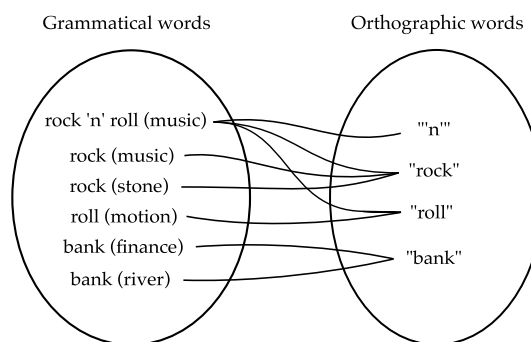 Grammatical words
Orthographic words
rock 'n' roll (music)
rock (music)
rock (stone)
roll (motion)
bank (finance)
bank (river)
"'n'"
"rock"
"roll"
"bank"